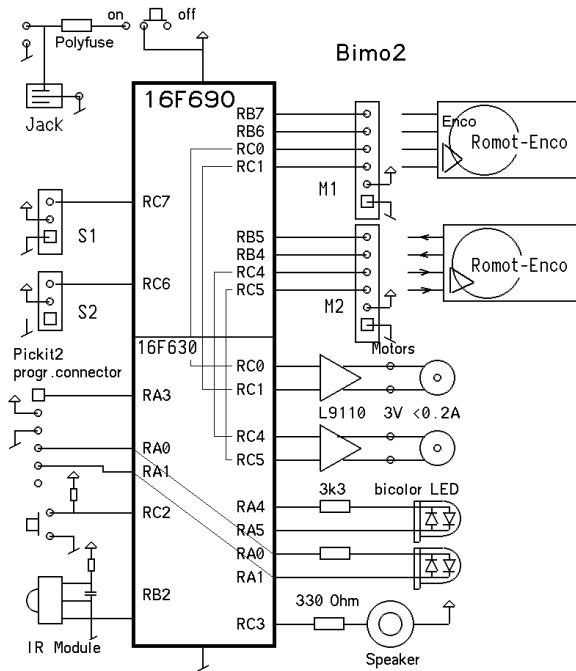 on
off
Polyfuse
Jack
Bimo2
16F690
RB7
RB6
RC0
RC1
Enco
Romot-Enco
M1
RC7
S1
RB5
RB4
RC4
RC5
Romot-Enco
M2
RC6
S2
16F630
Pickit2
progr.connector
RC0
RC1
Motors
L9110 3V <0.2A
RA3
RA0
RA1
RC4
RC5
3k3
bicolor LED
RC2
RA4
RA5
RA0
RA1
RB2
IR Module
RC3
330 Ohm
Speaker